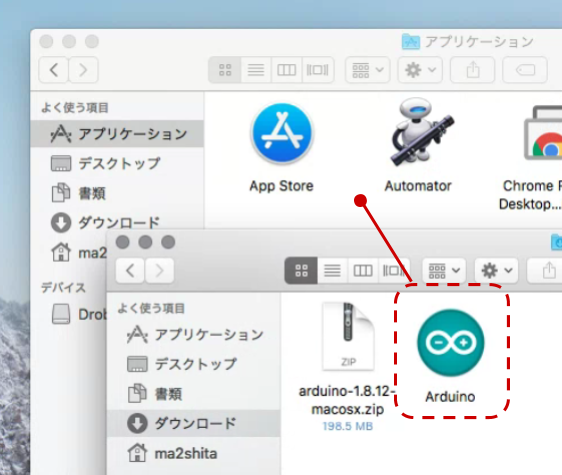 アプリケーション
よく使う項目
アプリケーション
デスクトップ
書類
ダウンロード
ma2
デバイス
App Store
Automator
Desktop...
よく使う項目
アプリケーション
デスクトップ
書類
ダウンロード
ma2shita
ZIP
arduino-1.8.12-
macosx.zip
198.5 MB
Arduino